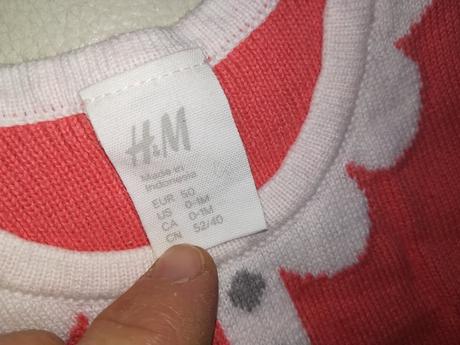 H&M
Made in
Indonesia
EUR 50
US 0-1M
CA 0-1M
CN 52/40